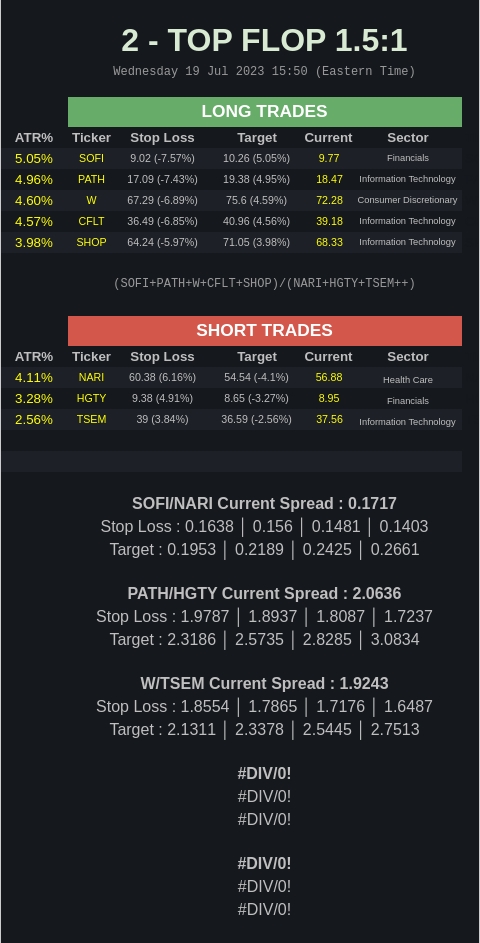 2 - TOP FLOP 1.5:1
Wednesday 19 Jul 2023 15:50 (Eastern Time)
LONG TRADES
ATR% Ticker Stop Loss Target Current Sector
5.05% SOFI 9.02 (-7.57%) 10.26 (5.05%) 9.77 Financials
4.96% PATH 17.09 (-7.43%) 19.38 (4.95%) 18.47 Information Technology
4.60% W 67.29 (-6.89%) 75.6 (4.59%) 72.28 Consumer Discretionary
4.57% CFLT 36.49 (-6.85%) 40.96 (4.56%) 39.18 Information Technology
3.98% SHOP 64.24 (-5.97%) 71.05 (3.98%) 68.33 Information Technology
(SOFI+PATH+W+CFLT+SHOP)/(NARI+HGTY+TSEM++)
SHORT TRADES
ATR% Ticker Stop Loss Target Current Sector
4.11% NARI 60.38 (6.16%) 54.54 (-4.1%) 56.88 Health Care
3.28% HGTY 9.38 (4.91%) 8.65 (-3.27%) 8.95 Financials
2.56% TSEM 39 (3.84%) 36.59 (-2.56%) 37.56 Information Technology
SOFI/NARI Current Spread : 0.1717
Stop Loss : 0.1638 │ 0.156 │ 0.1481 │ 0.1403
Target : 0.1953 │ 0.2189 │ 0.2425 │ 0.2661
PATH/HGTY Current Spread : 2.0636
Stop Loss : 1.9787 │ 1.8937 │ 1.8087 │ 1.7237
Target : 2.3186 │ 2.5735 │ 2.8285 │ 3.0834
W/TSEM Current Spread : 1.9243
Stop Loss : 1.8554 │ 1.7865 │ 1.7176 │ 1.6487
Target : 2.1311 │ 2.3378 │ 2.5445 │ 2.7513
#DIV/0!
#DIV/0!
#DIV/0!
#DIV/0!
#DIV/0!
#DIV/0!